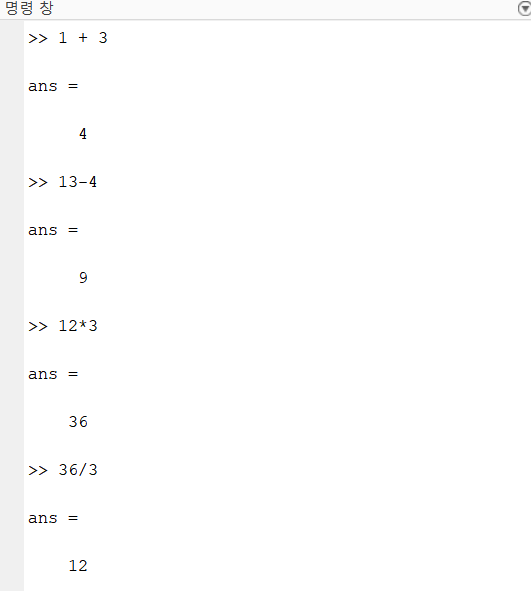 명령 창
>> 1 + 3
ans =
4
>> 13-4
ans =
9
>> 12*3
ans =
36
>> 36/3
ans =
12